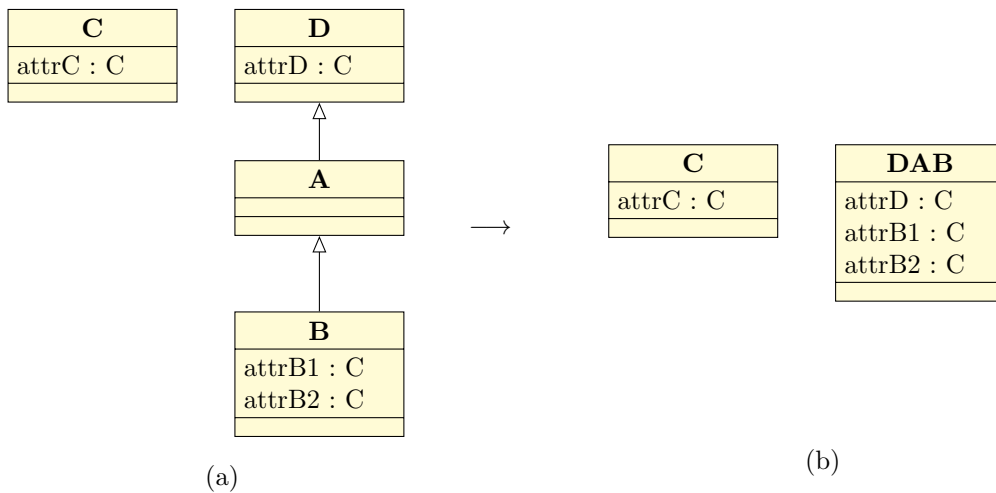 C
attrC : C
D
attrD : C
A
B
attrB1 : C
attrB2 : C
(a)
→
C
attrC : C
DAB
attrD : C
attrB1 : C
attrB2 : C
(b)